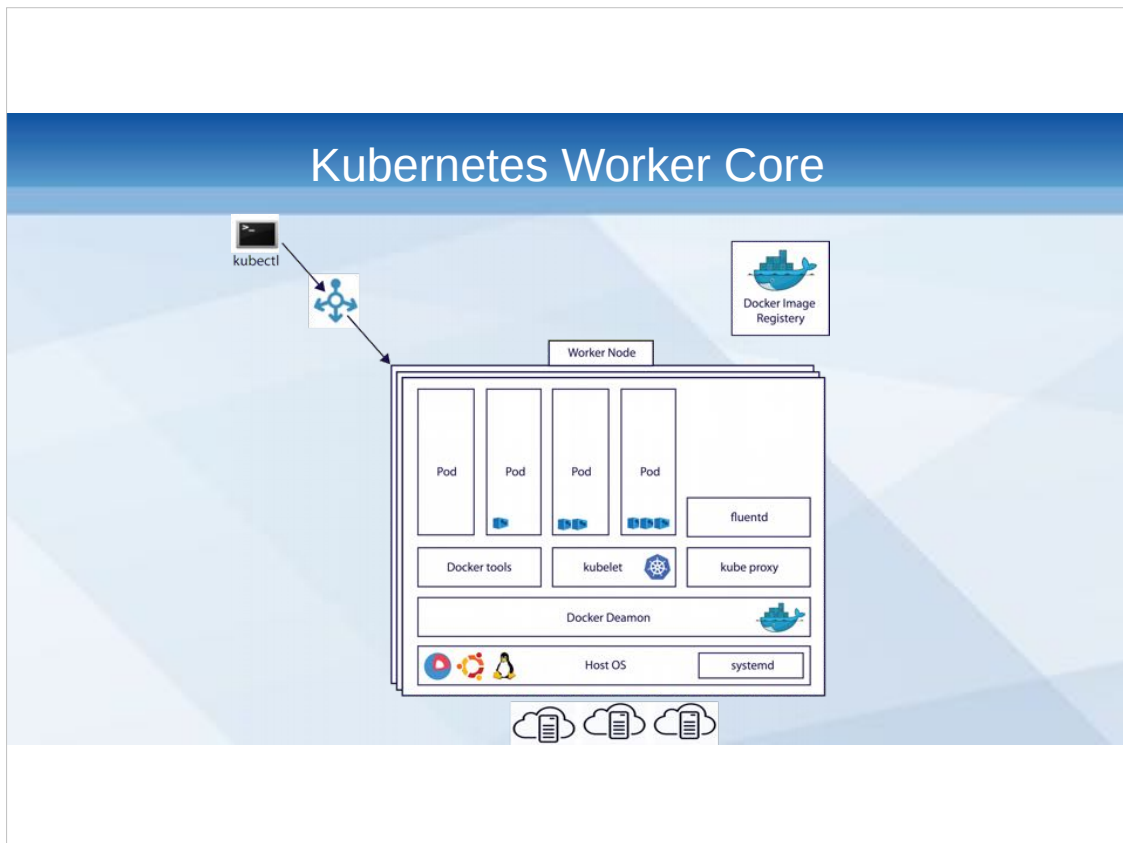 Kubernetes Worker Core
>_
kubectl
Docker Image
Registery
Worker Node
Pod
Pod
Pod
Pod
fluentd
Docker tools
kubelet
kube proxy
Docker Deamon
Host OS
systemd